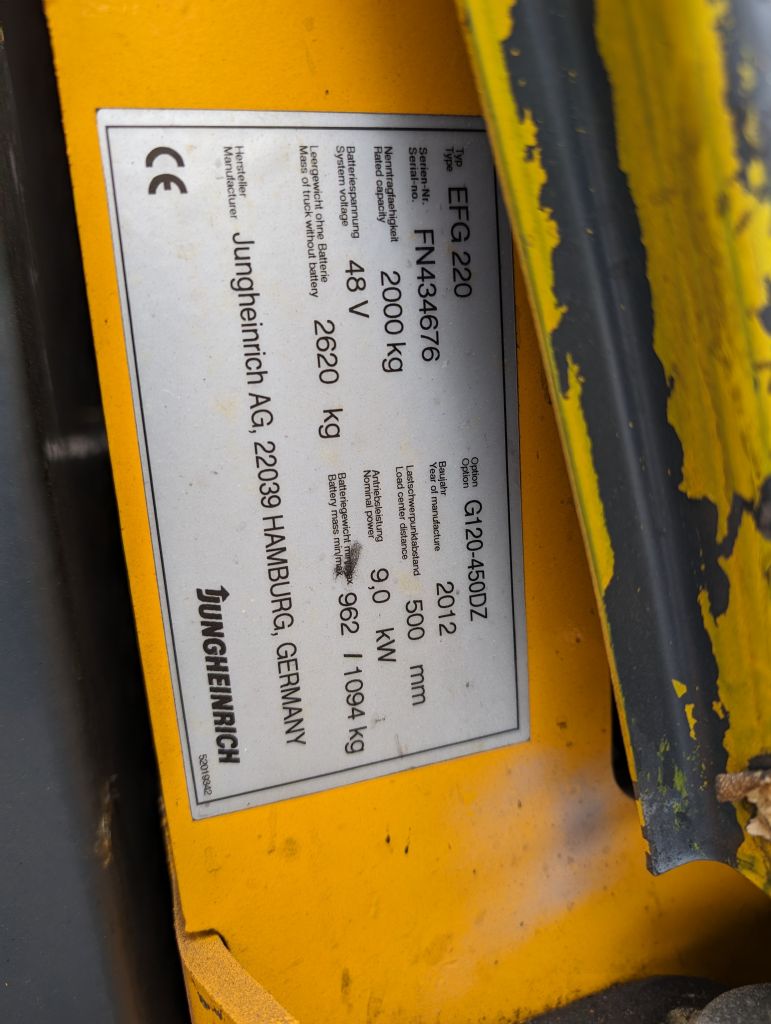 Typ
Type EFG 220
Option
Option G120-450DZ
Serien-Nr.
Serial-no. FN434676
Baujahr
Year of manufacture 2012
Nenntragfaehigkeit
Rated capacity 2000 kg
Lastschwerpunktabstand
Load center distance 500 mm
Batteriespannung
System voltage 48 V
Antriebsleistung
Nominal power 9,0 kW
Leergewicht ohne Batterie
Mass of truck without battery 2620 kg
Batteriegewicht min/max
Battery mass min/max 962 / 1094 kg
Hersteller
Manufacturer Jungheinrich AG, 22039 HAMBURG, GERMANY
CE
JUNGHEINRICH
52019342